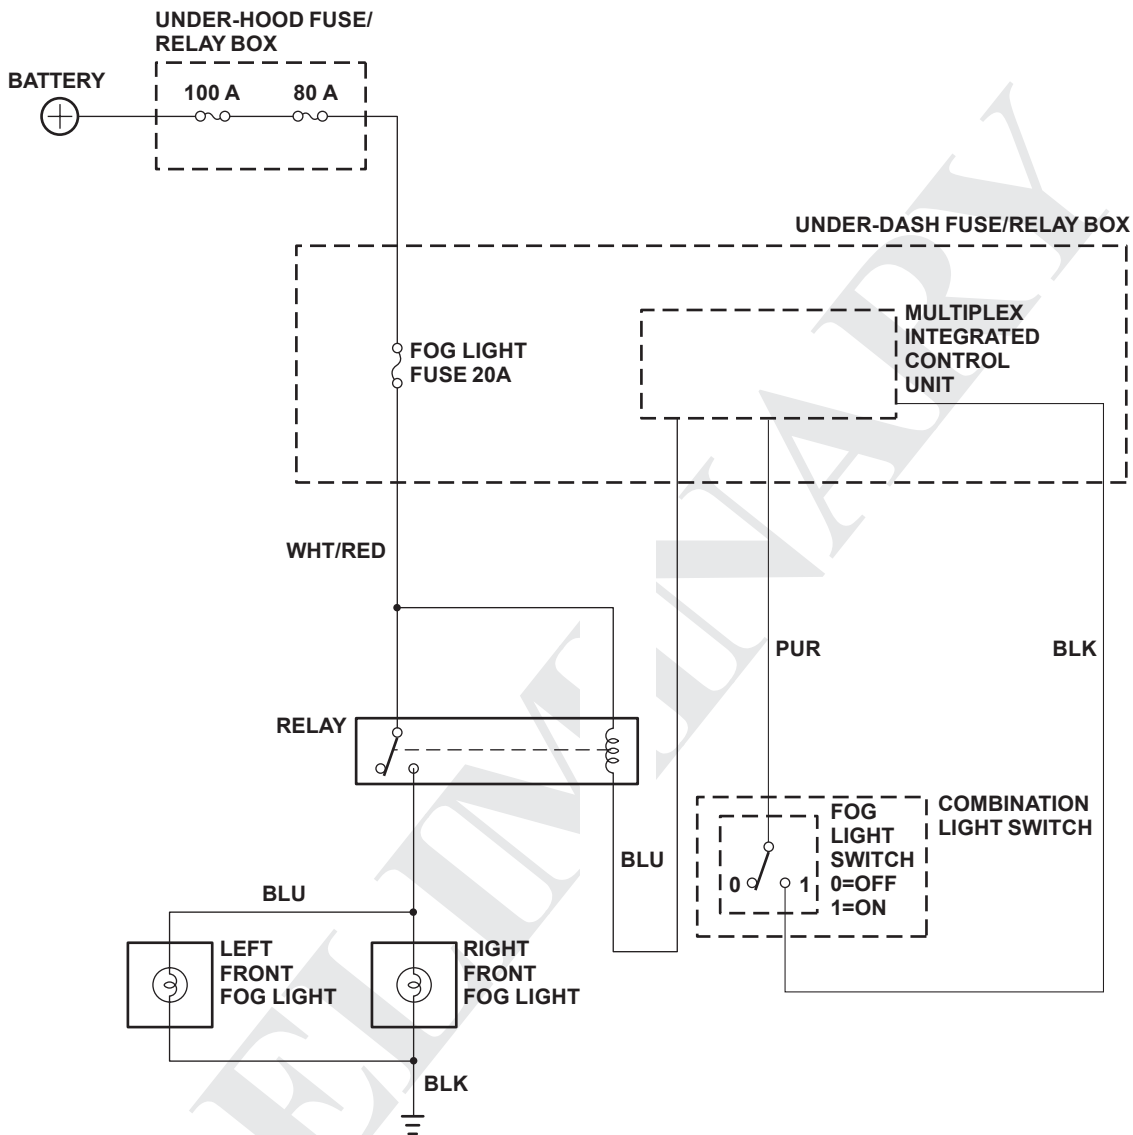 UNDER-HOOD FUSE/
RELAY BOX
BATTERY
100 A
80 A
UNDER-DASH FUSE/RELAY BOX
MULTIPLEX
INTEGRATED
CONTROL
UNIT
FOG LIGHT
FUSE 20A
WHT/RED
PUR
BLK
RELAY
COMBINATION
LIGHT SWITCH
FOG
LIGHT
SWITCH
0=OFF
1=ON
0
1
BLU
BLU
LEFT
FRONT
FOG LIGHT
RIGHT
FRONT
FOG LIGHT
BLK
ELIMINARY